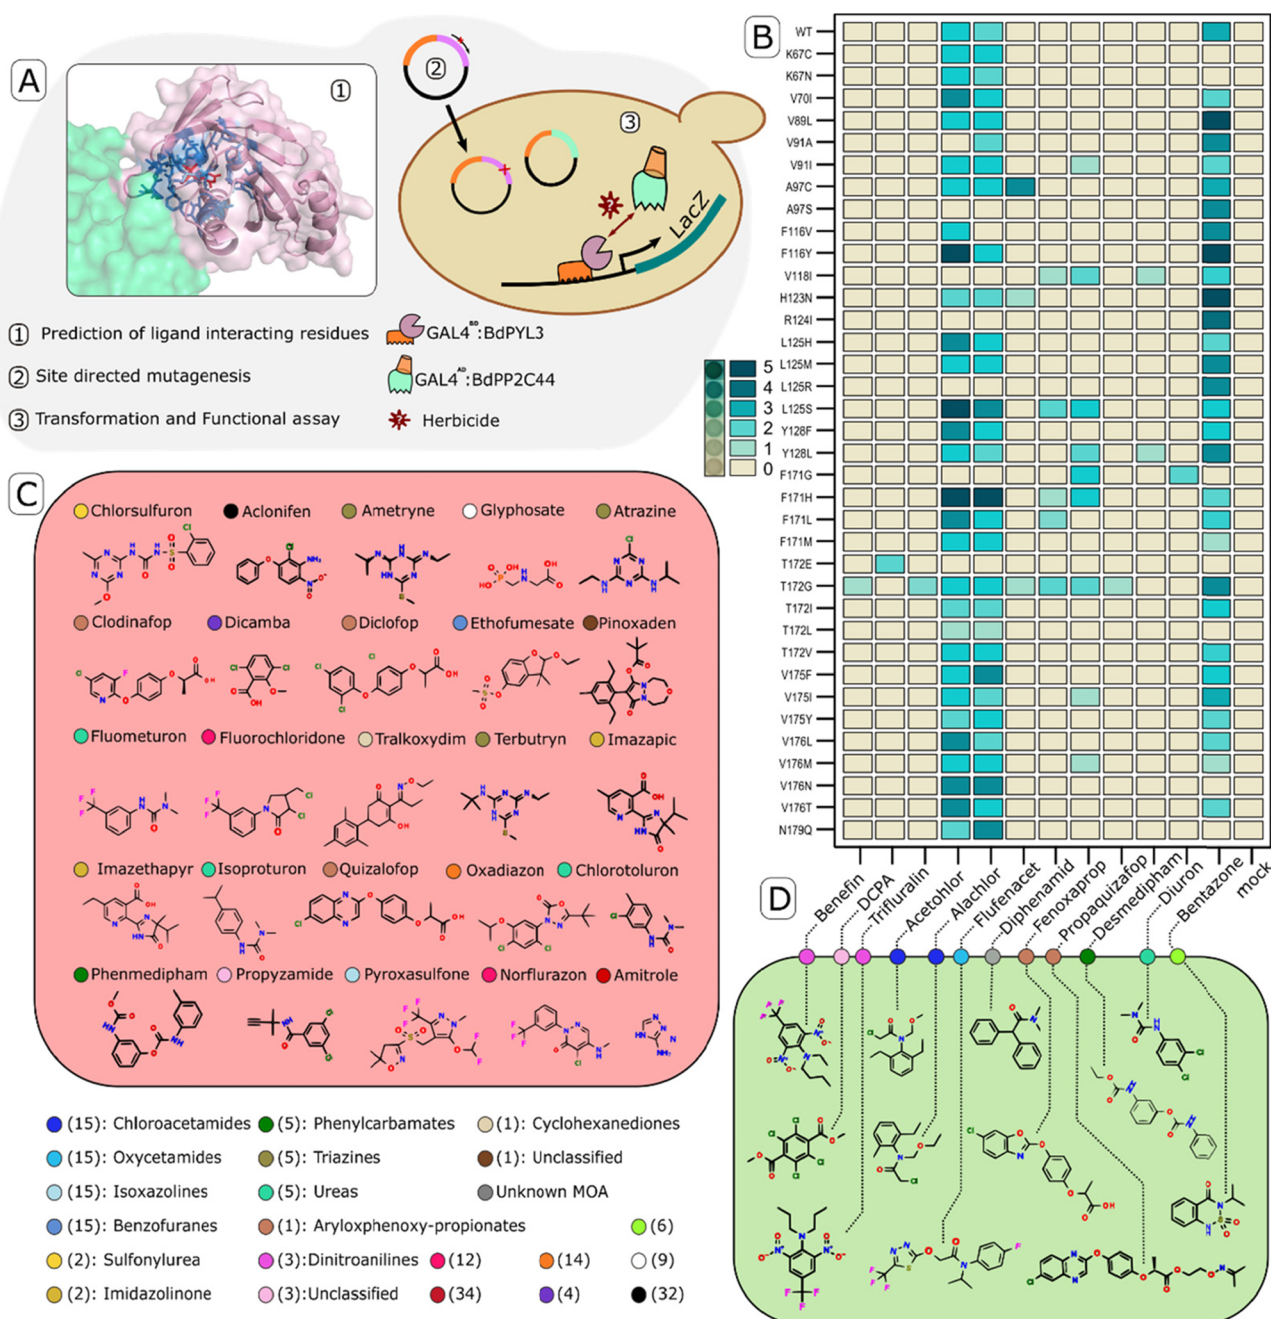 A
1
2
3
LacZ
?
1 Prediction of ligand interacting residues
GAL4BD:BdPYL3
2 Site directed mutagenesis
GAL4AD:BdPP2C44
3 Transformation and Functional assay
? Herbicide
B
WT
K67C
K67N
V70I
V89L
V91A
V91I
A97C
A97S
F116V
F116Y
V118I
H123N
R124I
L125H
L125M
L125R
L125S
Y128F
Y128L
F171G
F171H
F171L
F171M
T172E
T172G
T172I
T172L
T172V
V175F
V175I
V175Y
V176L
V176M
V176N
V176T
N179Q
5
4
3
2
1
0
Benefin
DCPA
Trifluralin
Acetohlor
Alachlor
Flufenacet
Diphenamid
Fenoxaprop
Propaquizafop
Desmedipham
Diuron
Bentazone
mock
C
Chlorsulfuron Aclonifen Ametryne Glyphosate Atrazine
Clodinafop Dicamba Diclofop Ethofumesate Pinoxaden
Fluometuron Fluorochloridone Tralkoxydim Terbutryn Imazapic
Imazethapyr Isoproturon Quizalofop Oxadiazon Chlorotoluron
Phenmedipham Propyzamide Pyroxasulfone Norflurazon Amitrole
D
(15): Chloroacetamides (5): Phenylcarbamates (1): Cyclohexanediones
(15): Oxycetamides (5): Triazines (1): Unclassified
(15): Isoxazolines (5): Ureas Unknown MOA
(15): Benzofuranes (1): Aryloxphenoxy-propionates (6)
(2): Sulfonylurea (3):Dinitroanilines (12) (14) (9)
(2): Imidazolinone (3):Unclassified (34) (4) (32)